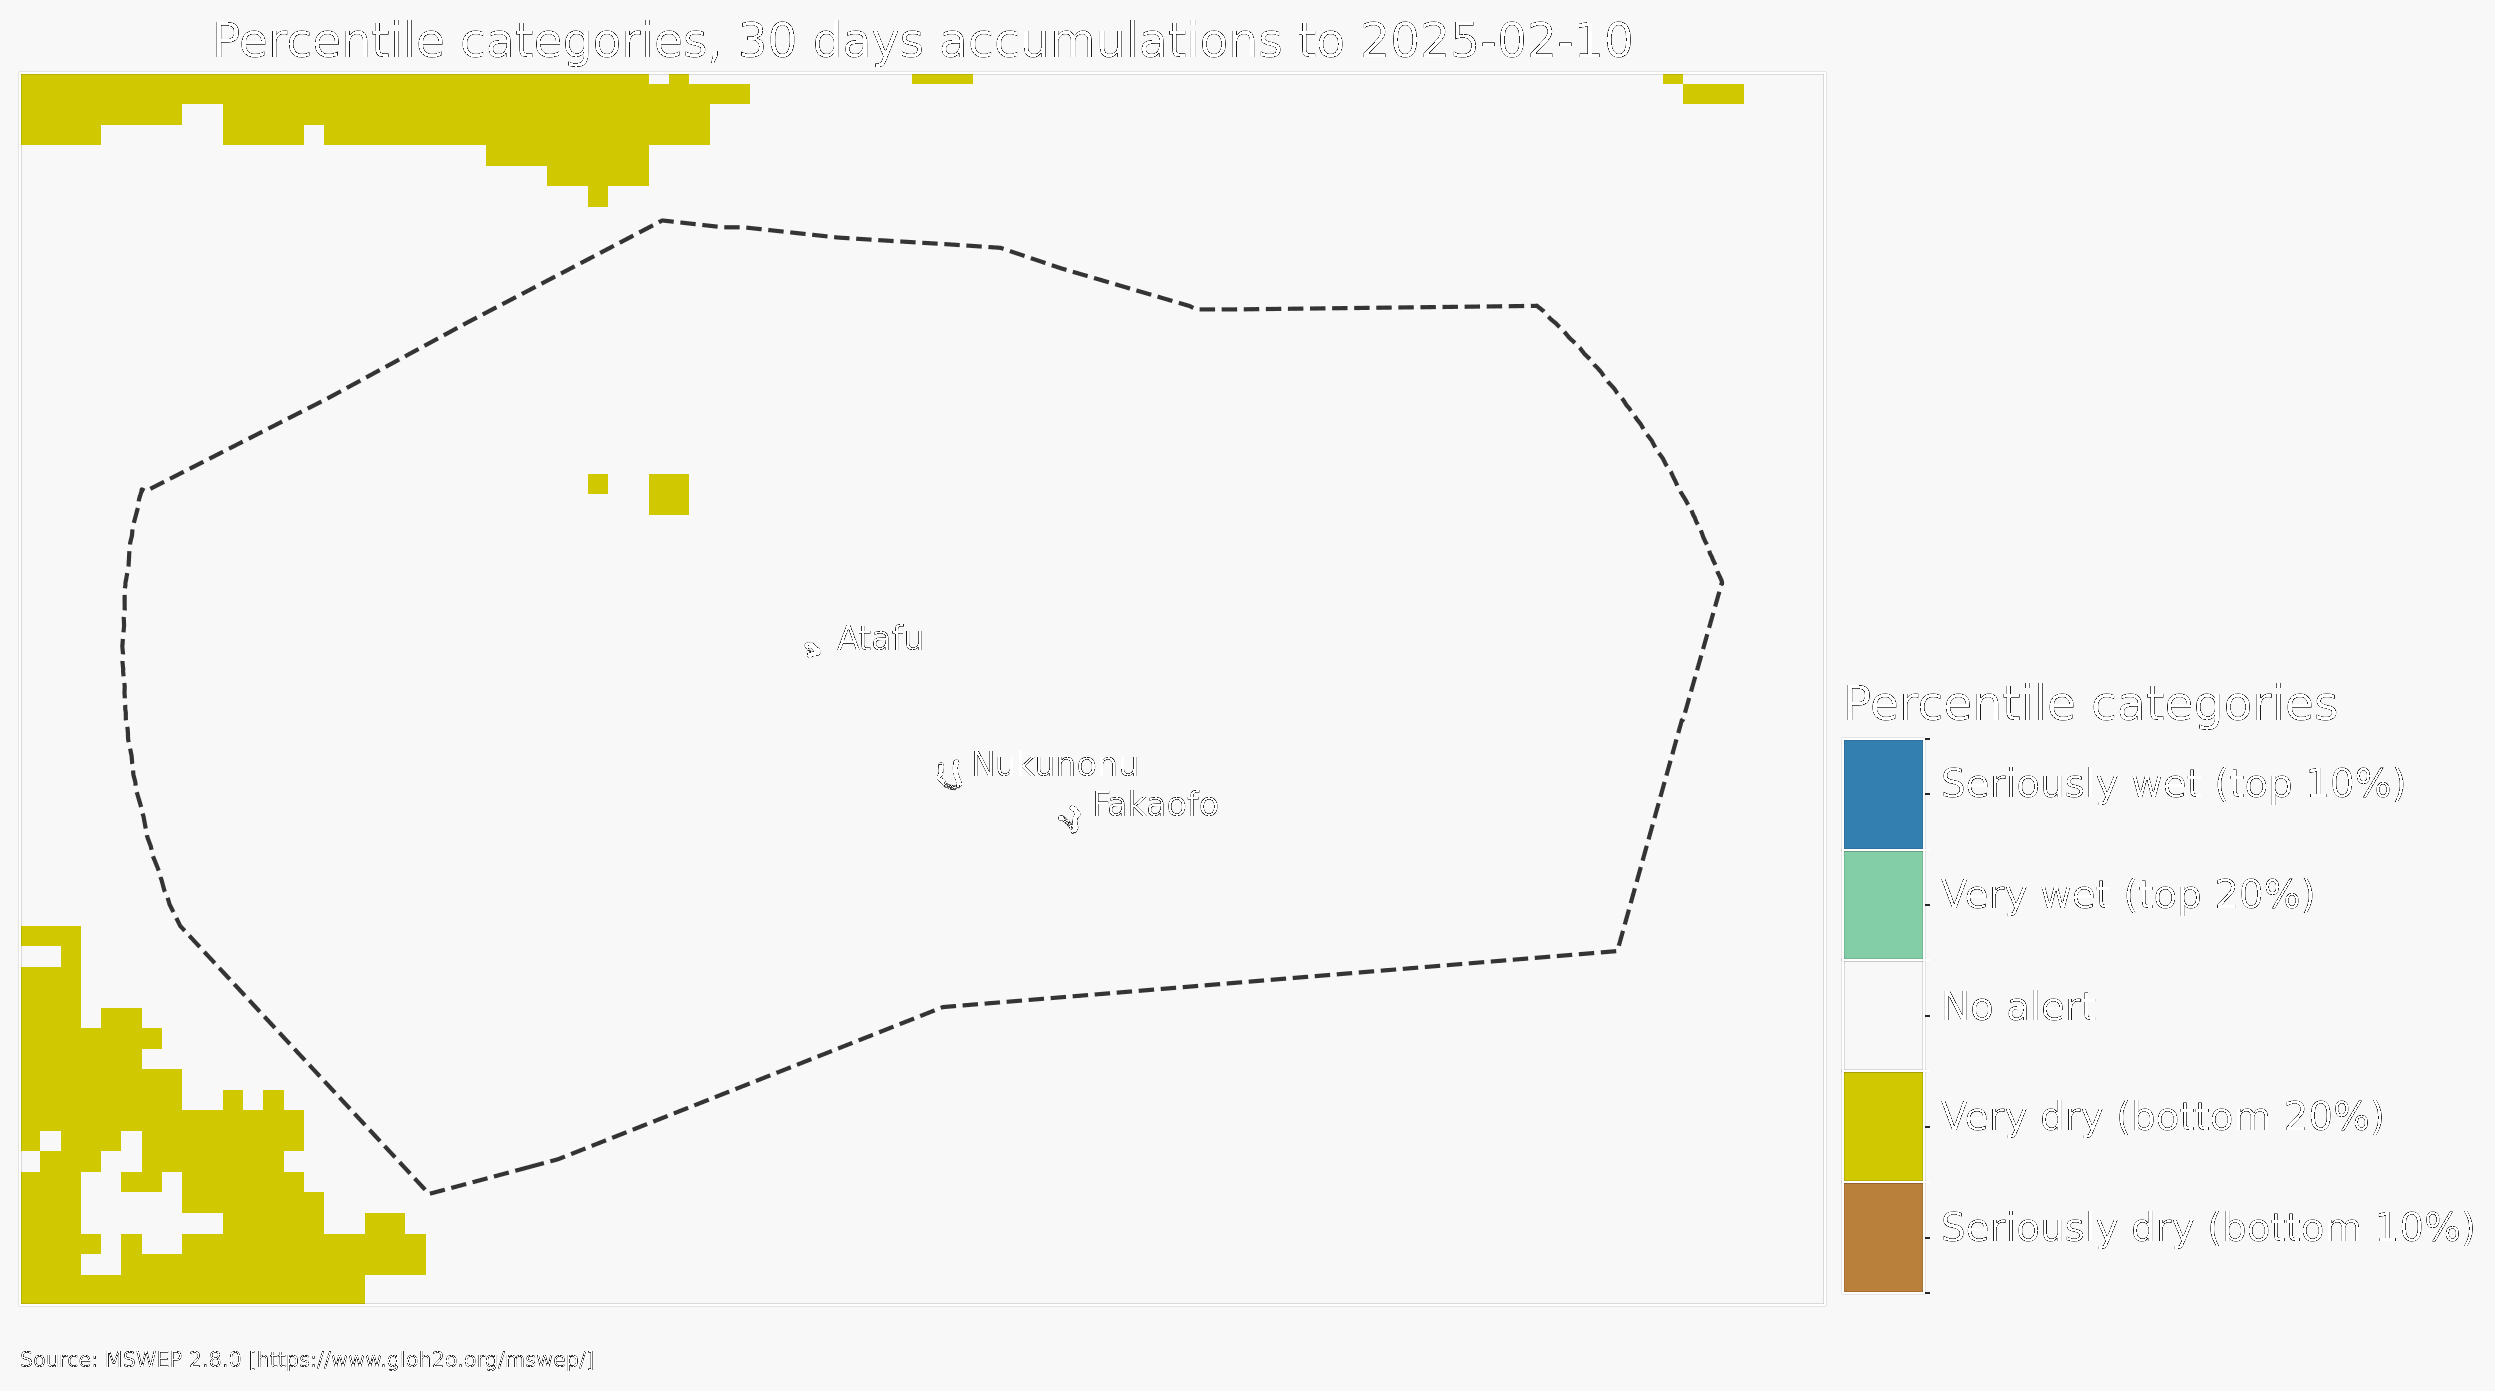 Percentile categories, 30 days accumulations to 2025-02-10
Atafu
Nukunonu
Fakaofo
Percentile categories
Seriously wet (top 10%)
Very wet (top 20%)
No alert
Very dry (bottom 20%)
Seriously dry (bottom 10%)
Source: MSWEP 2.8.0 [https://www.gloh2o.org/mswep/]